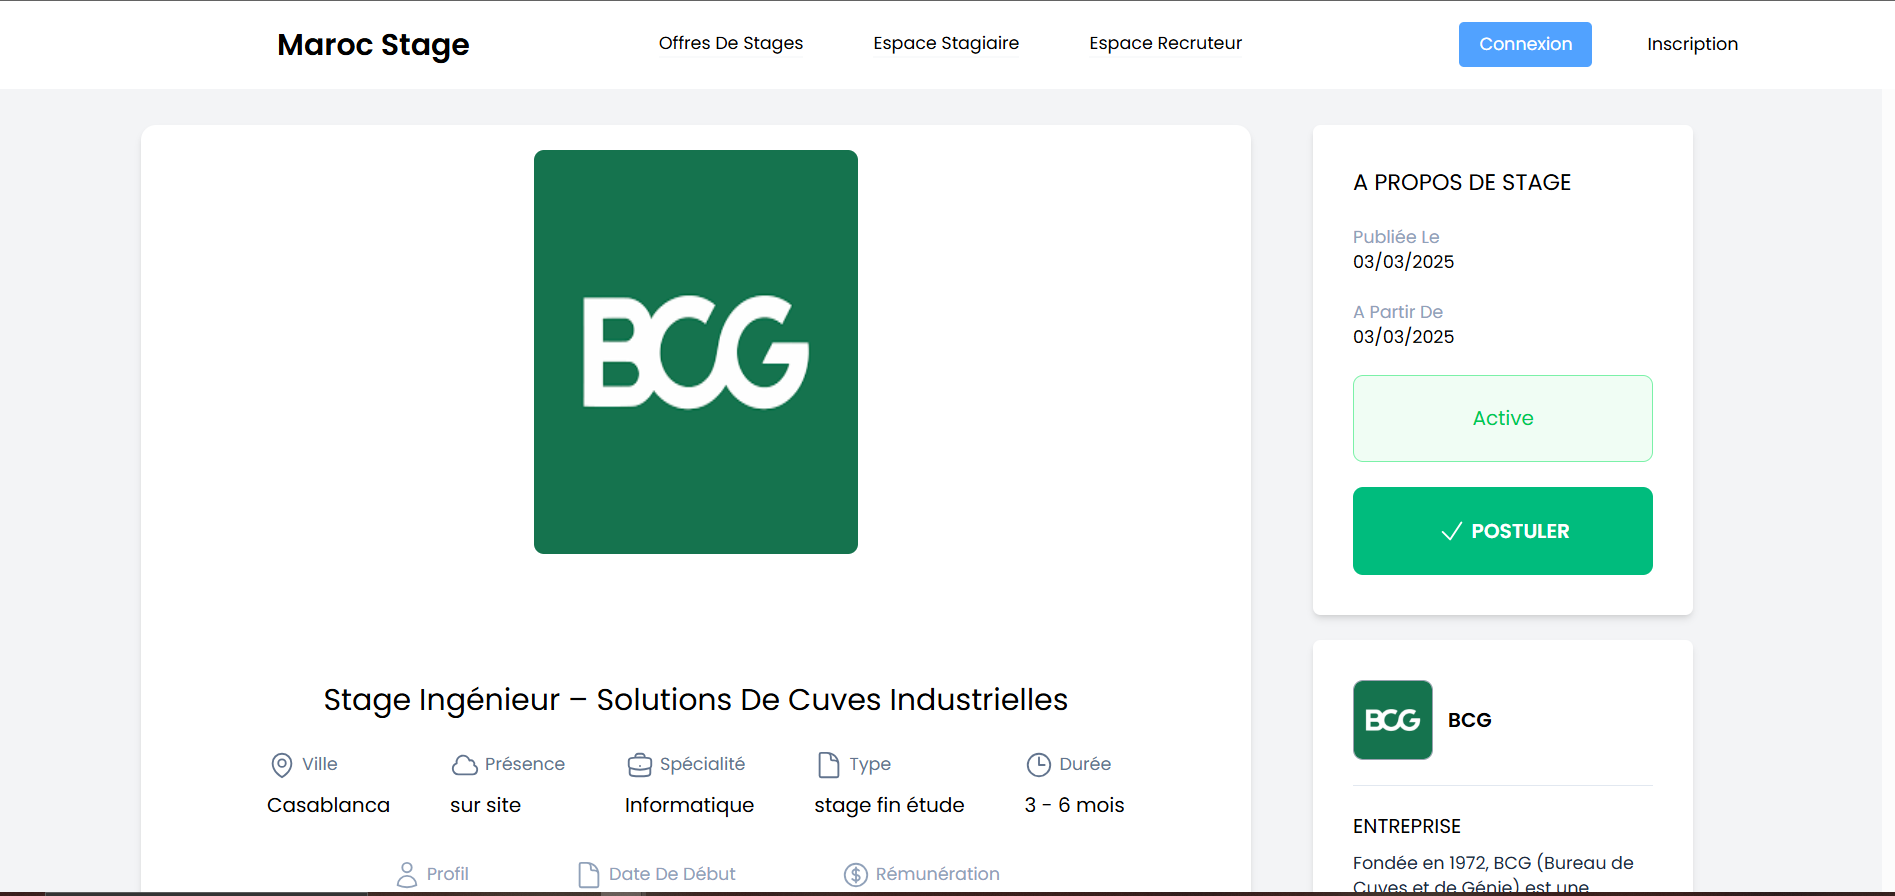 Maroc Stage
Offres De Stages
Espace Stagiaire
Espace Recruteur
Connexion
Inscription
BCG
Stage Ingénieur – Solutions De Cuves Industrielles
Ville
Casablanca
Présence
sur site
Spécialité
Informatique
Type
stage fin étude
Durée
3 - 6 mois
Profil
Date De Début
Rémunération
A PROPOS DE STAGE
Publiée Le
03/03/2025
A Partir De
03/03/2025
Active
POSTULER
BCG
BCG
ENTREPRISE
Fondée en 1972, BCG (Bureau de
Cuves et de Génie) est une